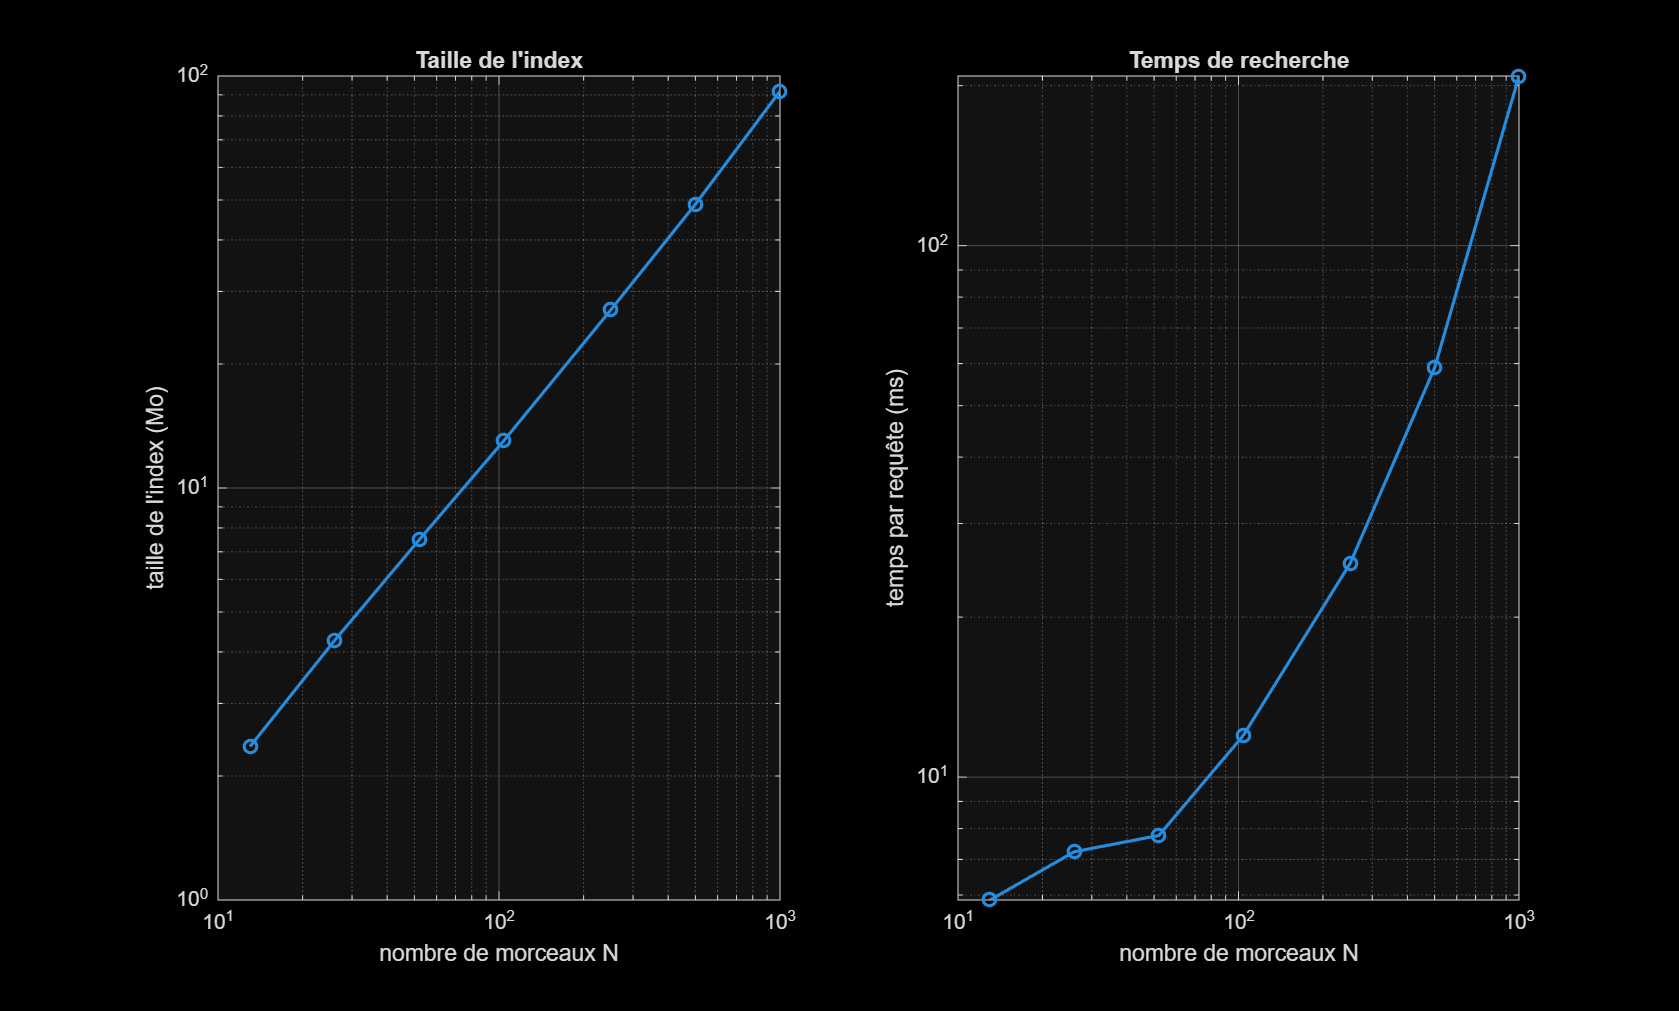 Taille de l'index
10²
10¹
10⁰
taille de l'index (Mo)
10¹ 10² 10³
nombre de morceaux N
Temps de recherche
10²
10¹
temps par requête (ms)
10¹ 10² 10³
nombre de morceaux N